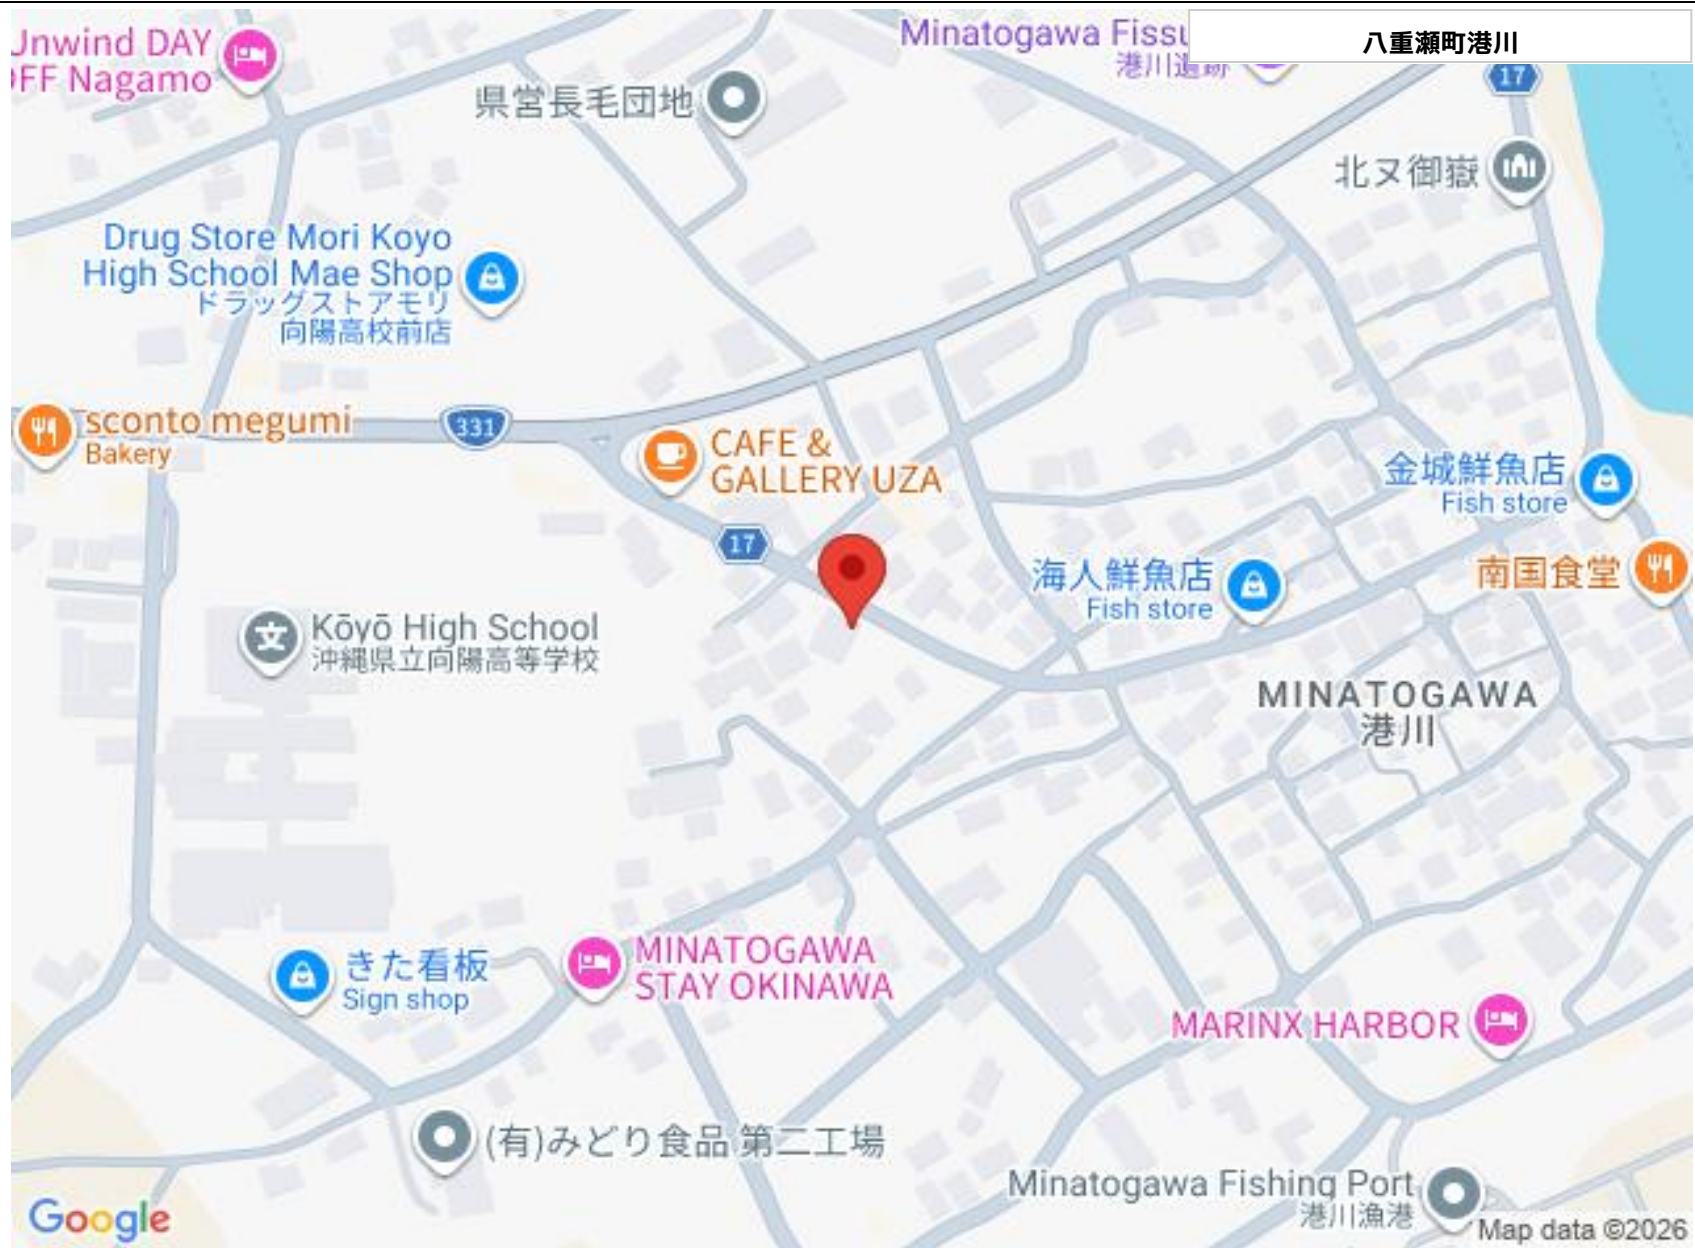 Unwind DAY
OFF Nagamo
Minatogawa Fissu
港川遺跡
八重瀬町港川
17
県営長毛団地
北ヌ御嶽
Drug Store Mori Koyo
High School Mae Shop
ドラッグストアモリ
向陽高校前店
sconto megumi
Bakery
331
CAFE &
GALLERY UZA
金城鮮魚店
Fish store
17
海人鮮魚店
Fish store
南国食堂
Kōyō High School
沖縄県立向陽高等学校
MINATOGAWA
港川
きた看板
Sign shop
MINATOGAWA
STAY OKINAWA
MARINX HARBOR
(有)みどり食品 第二工場
Minatogawa Fishing Port
港川漁港
Google
Map data ©2026